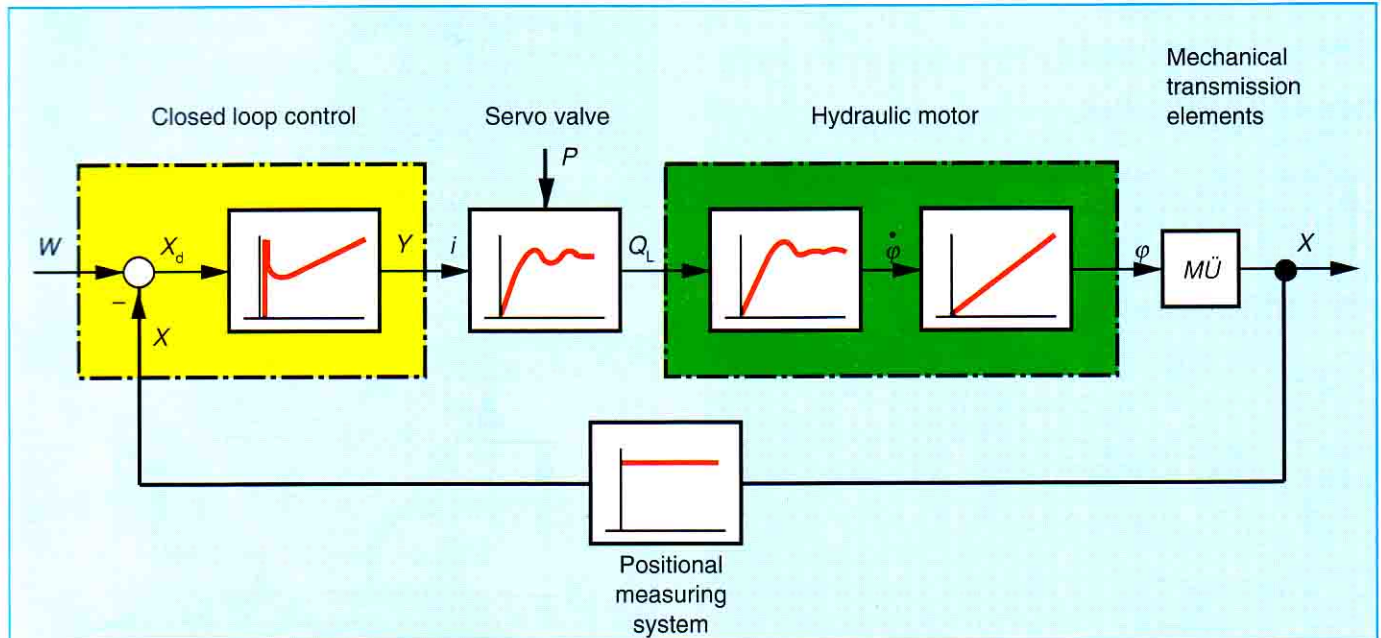 Mechanical
transmission
elements
Closed loop control
Servo valve
Hydraulic motor
P
W
X_d
Y
i
Q_L
φ̇
φ
MÜ
X
–
X
Positional
measuring
system